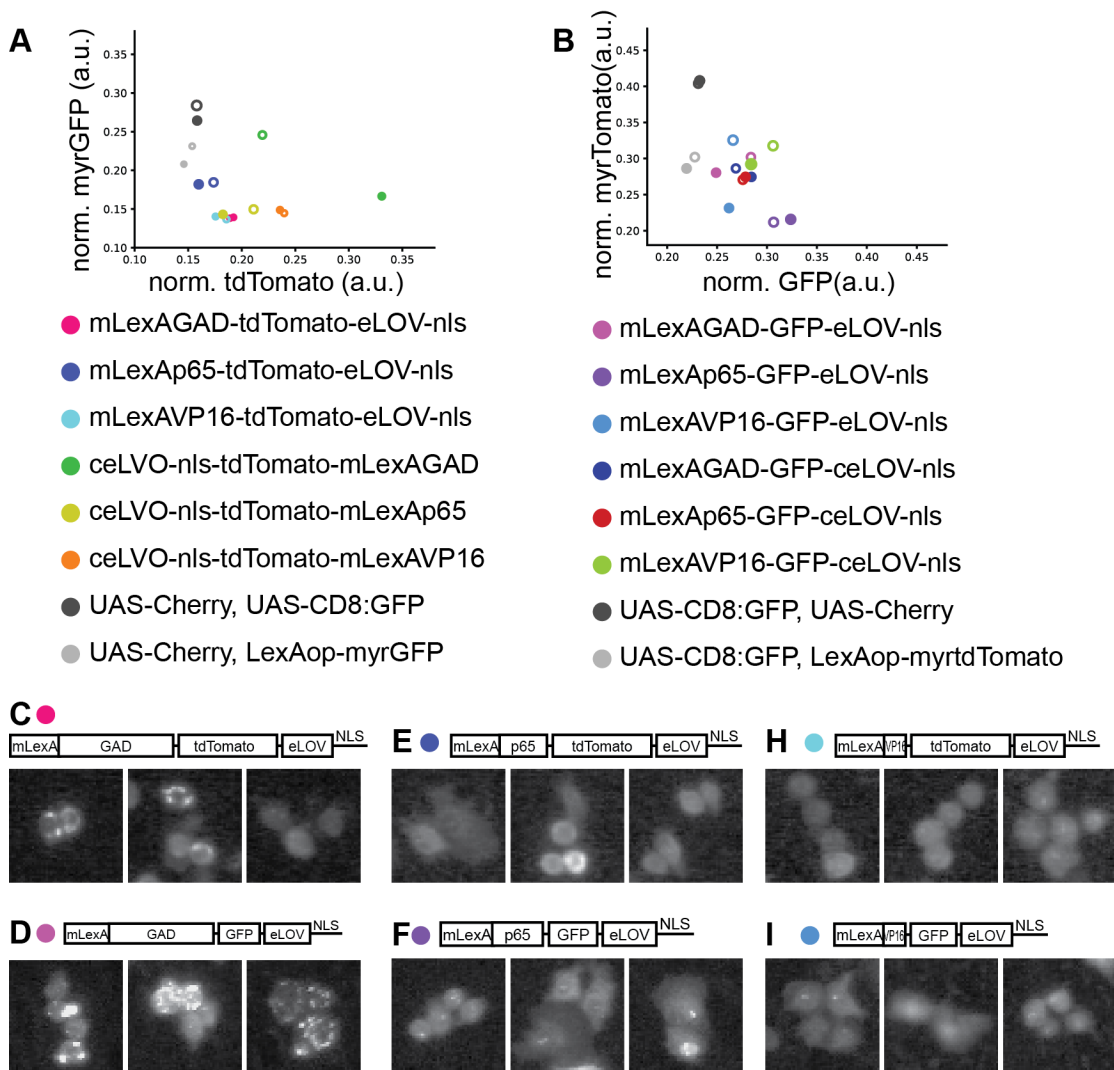 A
norm. myrGFP (a.u.)
0.35
0.30
0.25
0.20
0.15
0.10
0.10 0.15 0.20 0.25 0.30 0.35
norm. tdTomato (a.u.)
mLexAGAD-tdTomato-eLOV-nls
mLexAp65-tdTomato-eLOV-nls
mLexAVP16-tdTomato-eLOV-nls
ceLVO-nls-tdTomato-mLexAGAD
ceLVO-nls-tdTomato-mLexAp65
ceLVO-nls-tdTomato-mLexAVP16
UAS-Cherry, UAS-CD8:GFP
UAS-Cherry, LexAop-myrGFP
B
norm. myrTomato(a.u.)
0.45
0.40
0.35
0.30
0.25
0.20
0.20 0.25 0.30 0.35 0.40 0.45
norm. GFP(a.u.)
mLexAGAD-GFP-eLOV-nls
mLexAp65-GFP-eLOV-nls
mLexAVP16-GFP-eLOV-nls
mLexAGAD-GFP-ceLOV-nls
mLexAp65-GFP-ceLOV-nls
mLexAVP16-GFP-ceLOV-nls
UAS-CD8:GFP, UAS-Cherry
UAS-CD8:GFP, LexAop-myrtdTomato
C
mLexA GAD tdTomato eLOV NLS
E
mLexA p65 tdTomato eLOV NLS
H
mLexA VP16 tdTomato eLOV NLS
D
mLexA GAD GFP eLOV NLS
F
mLexA p65 GFP eLOV NLS
I
mLexA VP16 GFP eLOV NLS